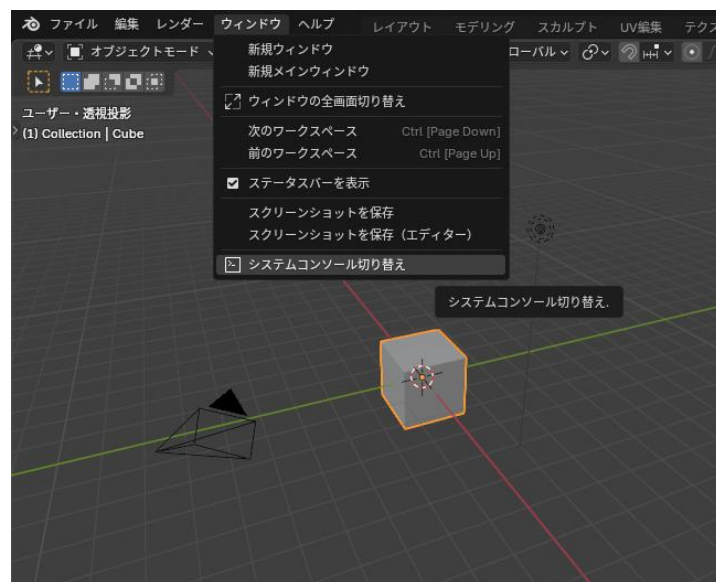 ファイル 編集 レンダー ウィンドウ ヘルプ レイアウト モデリング スカルプト UV編集 テクス
オブジェクトモード ローバル
新規ウィンドウ
新規メインウィンドウ
ウィンドウの全画面切り替え
次のワークスペース Ctrl [Page Down]
前のワークスペース Ctrl [Page Up]
ステータスバーを表示
スクリーンショットを保存
スクリーンショットを保存（エディター）
システムコンソール切り替え
システムコンソール切り替え.
ユーザー・透視投影
(1) Collection | Cube